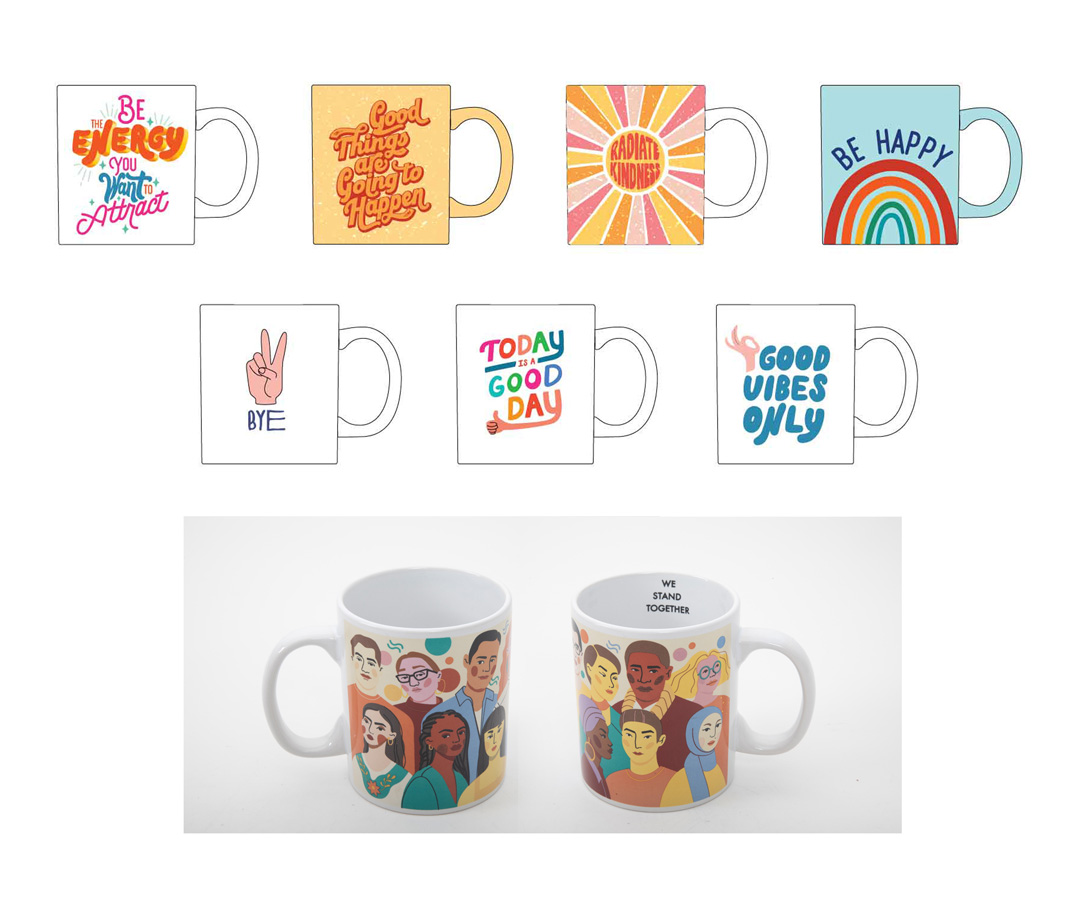 BE
THE
ENERGY
YOU
Want TO
Attract
Good
Things
are
Going to
Happen
RADIATE
KINDNESS
BE HAPPY
BYE
TODAY
IS A
GOOD
DAY
GOOD
VIBES
ONLY
WE
STAND
TOGETHER